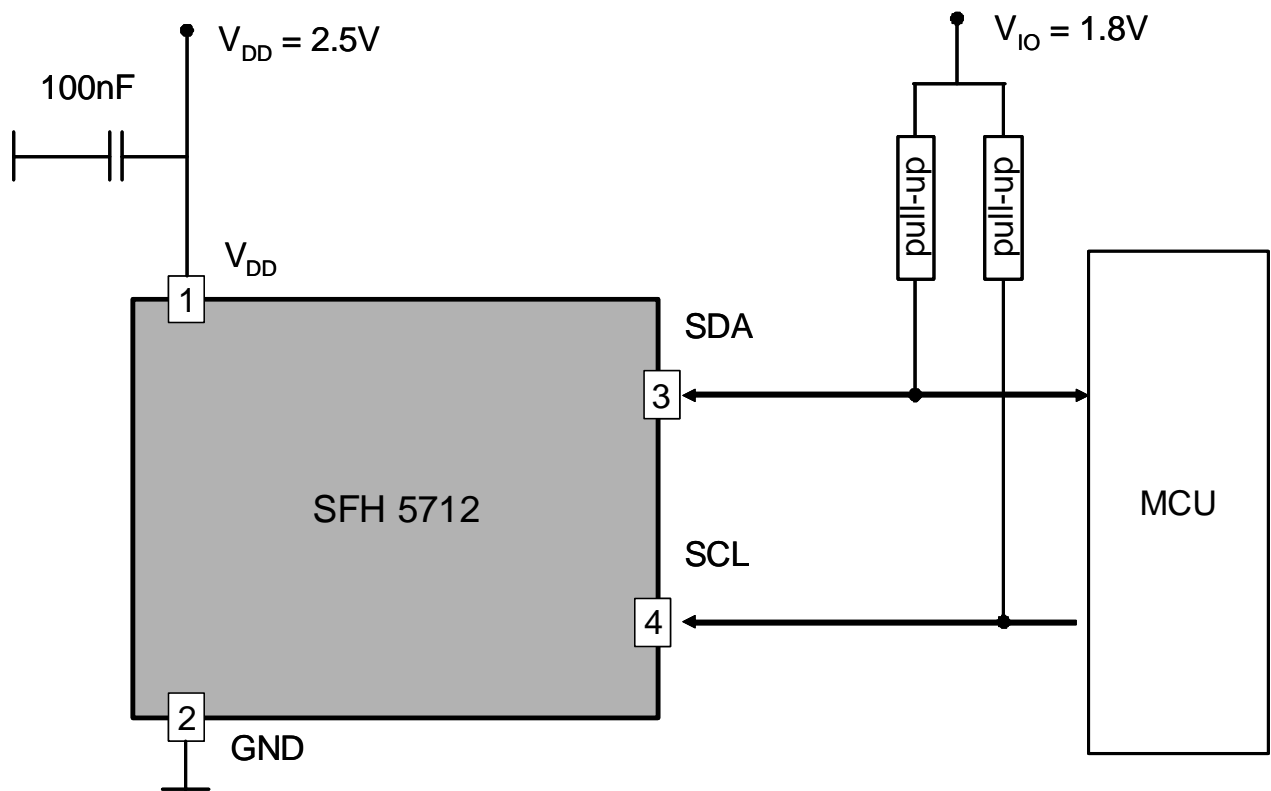 V_DD = 2.5V
V_IO = 1.8V
100nF
pull-up
pull-up
V_DD
1
SDA
3
SFH 5712
MCU
SCL
4
2
GND